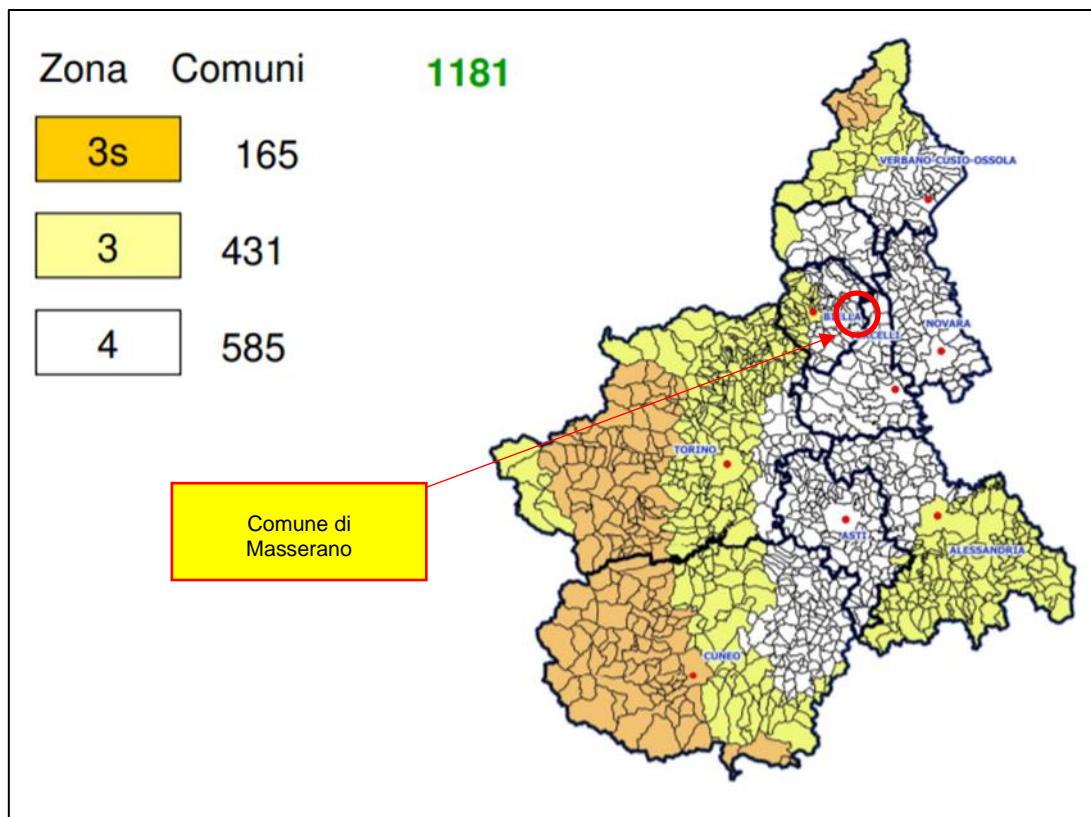 Zona Comuni 1181
3s 165
3 431
4 585
VERBANO-CUSIO-OSSOLA
BIELLA
NOVARA
TORINO
Comune di
Masserano
ASTI
ALESSANDRIA
CUNEO